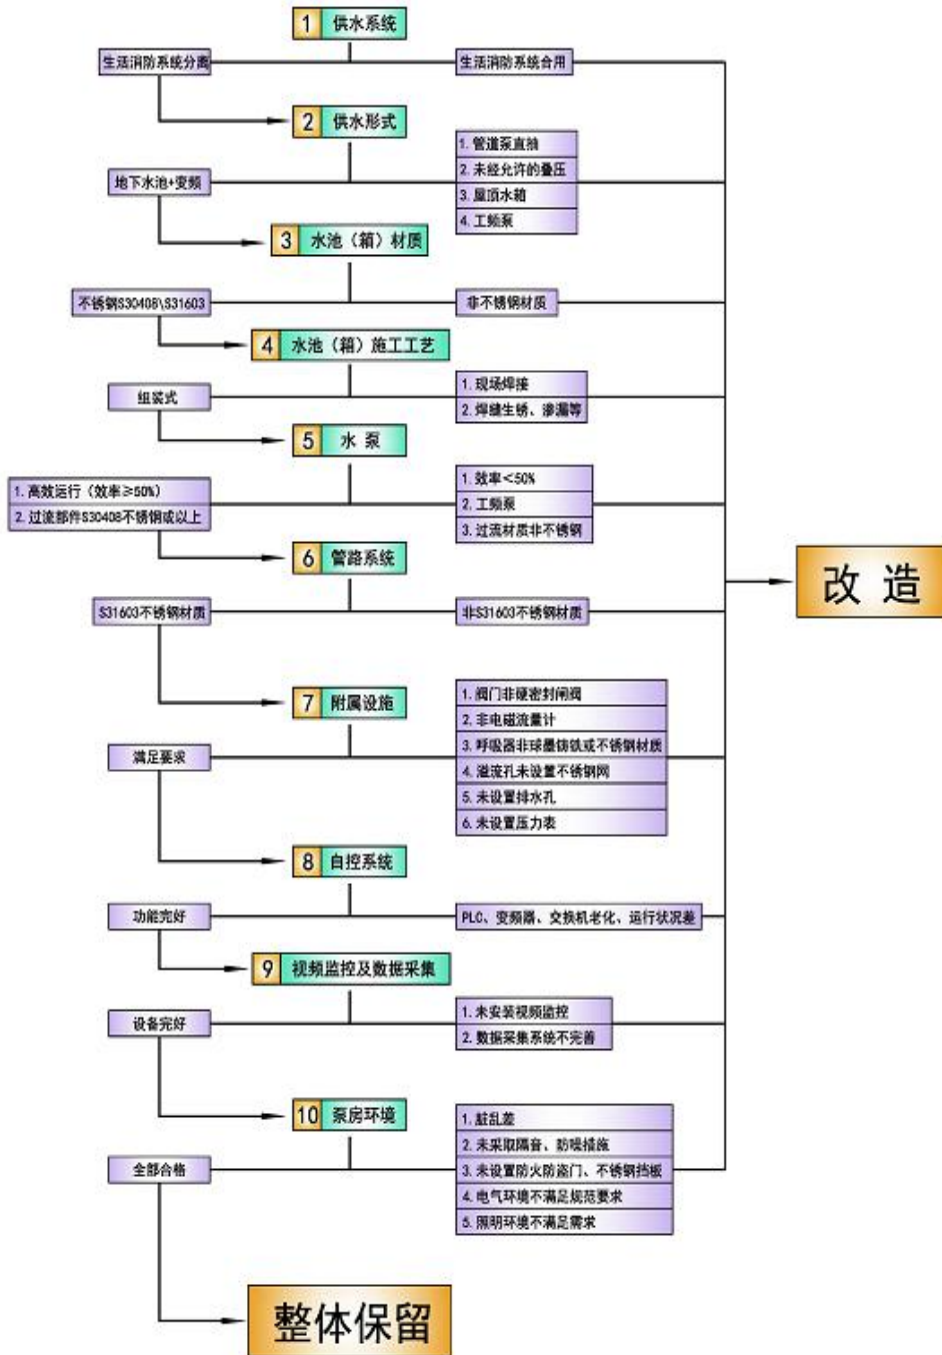 1 供水系统
生活消防系统分离
生活消防系统合用
2 供水形式
地下水池+变频
1. 管道泵直抽
2. 未经允许的叠压
3. 屋顶水箱
4. 工频泵
3 水池（箱）材质
不锈钢S30408\S31603
非不锈钢材质
4 水池（箱）施工工艺
组装式
1. 现场焊接
2. 焊缝生锈、渗漏等
5 水 泵
1. 高效运行（效率≥50%）
2. 过流部件S30408不锈钢或以上
1. 效率＜50%
2. 工频泵
3. 过流材质非不锈钢
6 管路系统
S31603不锈钢材质
非S31603不锈钢材质
改 造
7 附属设施
满足要求
1. 阀门非硬密封闸阀
2. 非电磁流量计
3. 呼吸器非球墨铸铁或不锈钢材质
4. 溢流孔未设置不锈钢网
5. 未设置排水孔
6. 未设置压力表
8 自控系统
功能完好
PLC、变频器、交换机老化、运行状况差
9 视频监控及数据采集
设备完好
1. 未安装视频监控
2. 数据采集系统不完善
10 泵房环境
全部合格
1. 脏乱差
2. 未采取隔音、防噪措施
3. 未设置防火防盗门、不锈钢挡板
4. 电气环境不满足规范要求
5. 照明环境不满足需求
整体保留